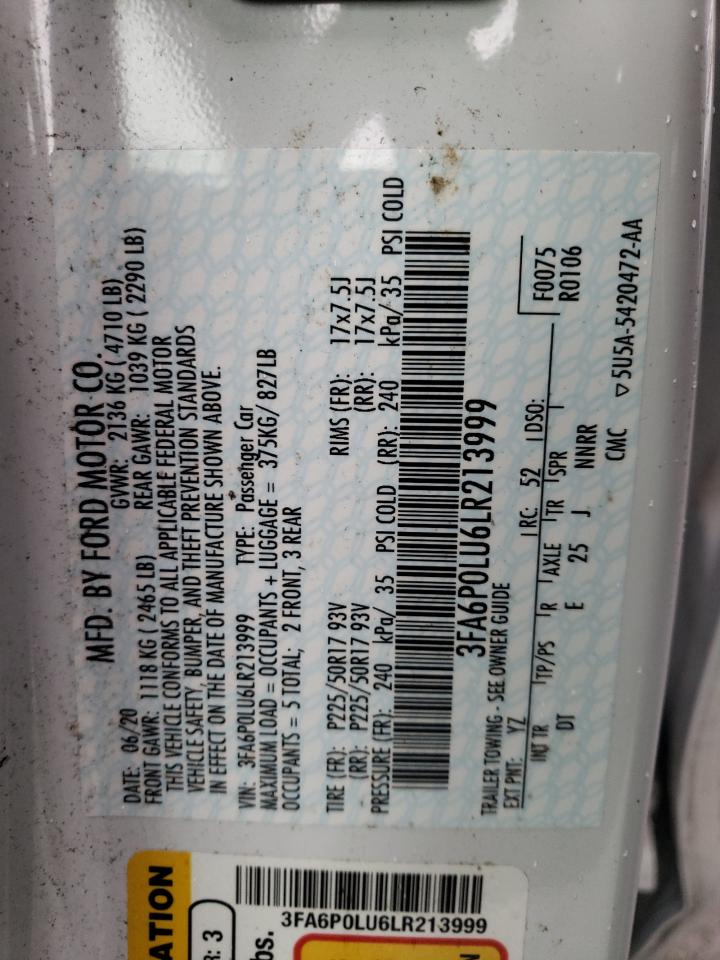 MFD. BY FORD MOTOR CO.
DATE: 06/20 GVWR: 2136 KG ( 4710 LB)
FRONT GAWR: 1118 KG ( 2465 LB) REAR GAWR: 1039 KG ( 2290 LB)
THIS VEHICLE CONFORMS TO ALL APPLICABLE FEDERAL MOTOR
VEHICLE SAFETY, BUMPER, AND THEFT PREVENTION STANDARDS
IN EFFECT ON THE DATE OF MANUFACTURE SHOWN ABOVE.
VIN: 3FA6P0LU6LR213999 TYPE: Passenger Car
MAXIMUM LOAD = OCCUPANTS + LUGGAGE = 375KG/ 827LB
OCCUPANTS = 5 TOTAL; 2 FRONT, 3 REAR
TIRE (FR): P225/50R17 93V RIMS (FR): 17x7.5J
(RR): P225/50R17 93V (RR): 17x7.5J
PRESSURE (FR): 240 kPa/ 35 PSI COLD (RR): 240 kPa/ 35 PSI COLD
3FA6P0LU6LR213999
TRAILER TOWING - SEE OWNER GUIDE
EXT PNT: YZ RC: 52 DSO: F0075
R0106
INT TR TP/PS R AXLE TR SPR
DT E 25 J NNRR
CMC ▽ 5U5A-5420472-AA
ATION
R: 3
bs.
3FA6P0LU6LR213999